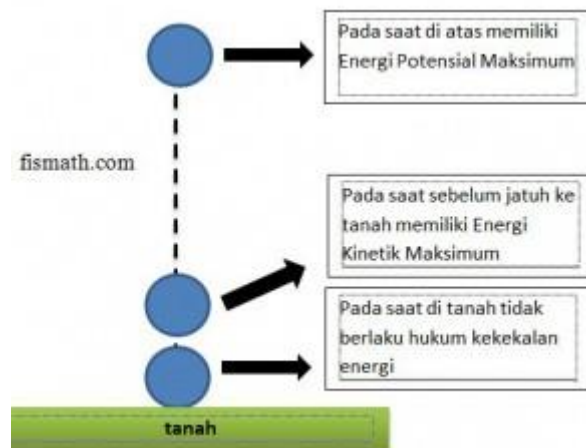 Pada saat di atas memiliki
Energi Potensial Maksimum
fismath.com
Pada saat sebelum jatuh ke
tanah memiliki Energi
Kinetik Maksimum
Pada saat di tanah tidak
berlaku hukum kekekalan
energi
tanah